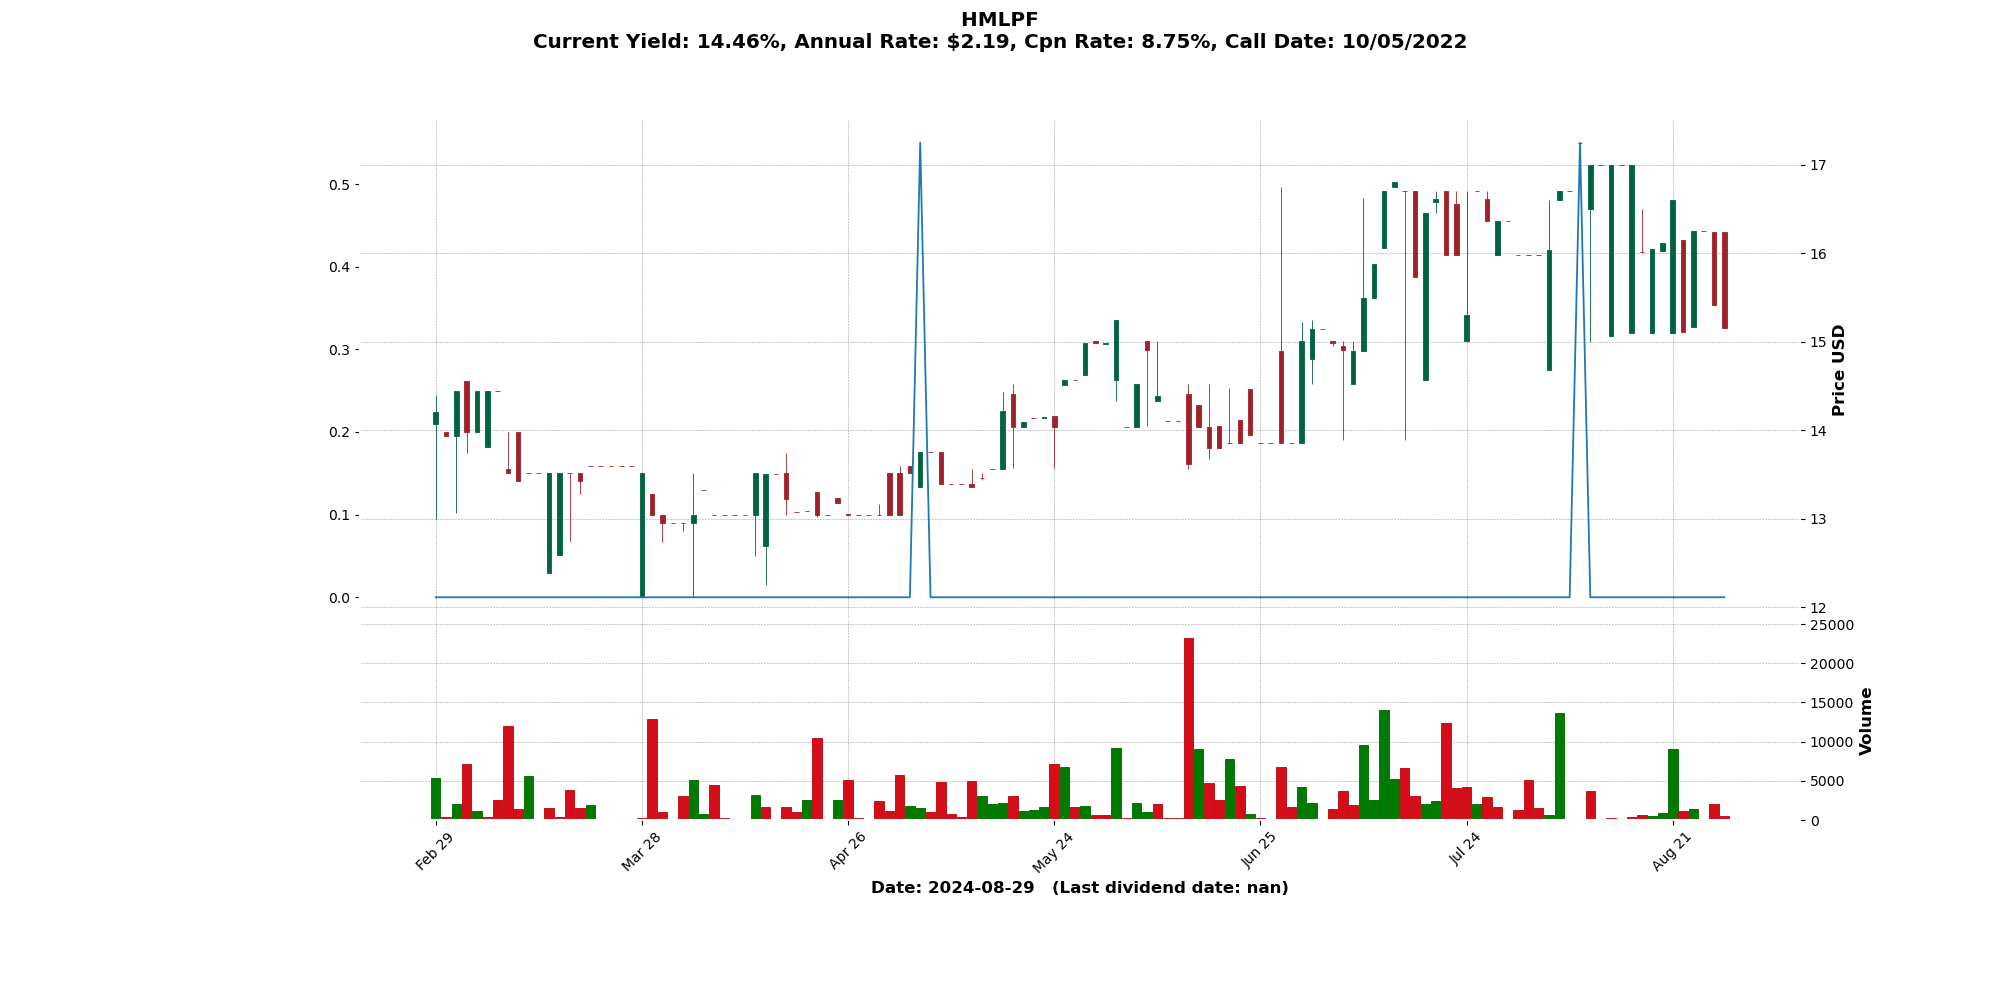 HMLPF
Current Yield: 14.46%, Annual Rate: $2.19, Cpn Rate: 8.75%, Call Date: 10/05/2022
0.5
0.4
0.3
0.2
0.1
0.0
17
16
15
14
13
12
Price USD
25000
20000
15000
10000
5000
0
Volume
Feb 29
Mar 28
Apr 26
May 24
Jun 25
Jul 24
Aug 21
Date: 2024-08-29 (Last dividend date: nan)